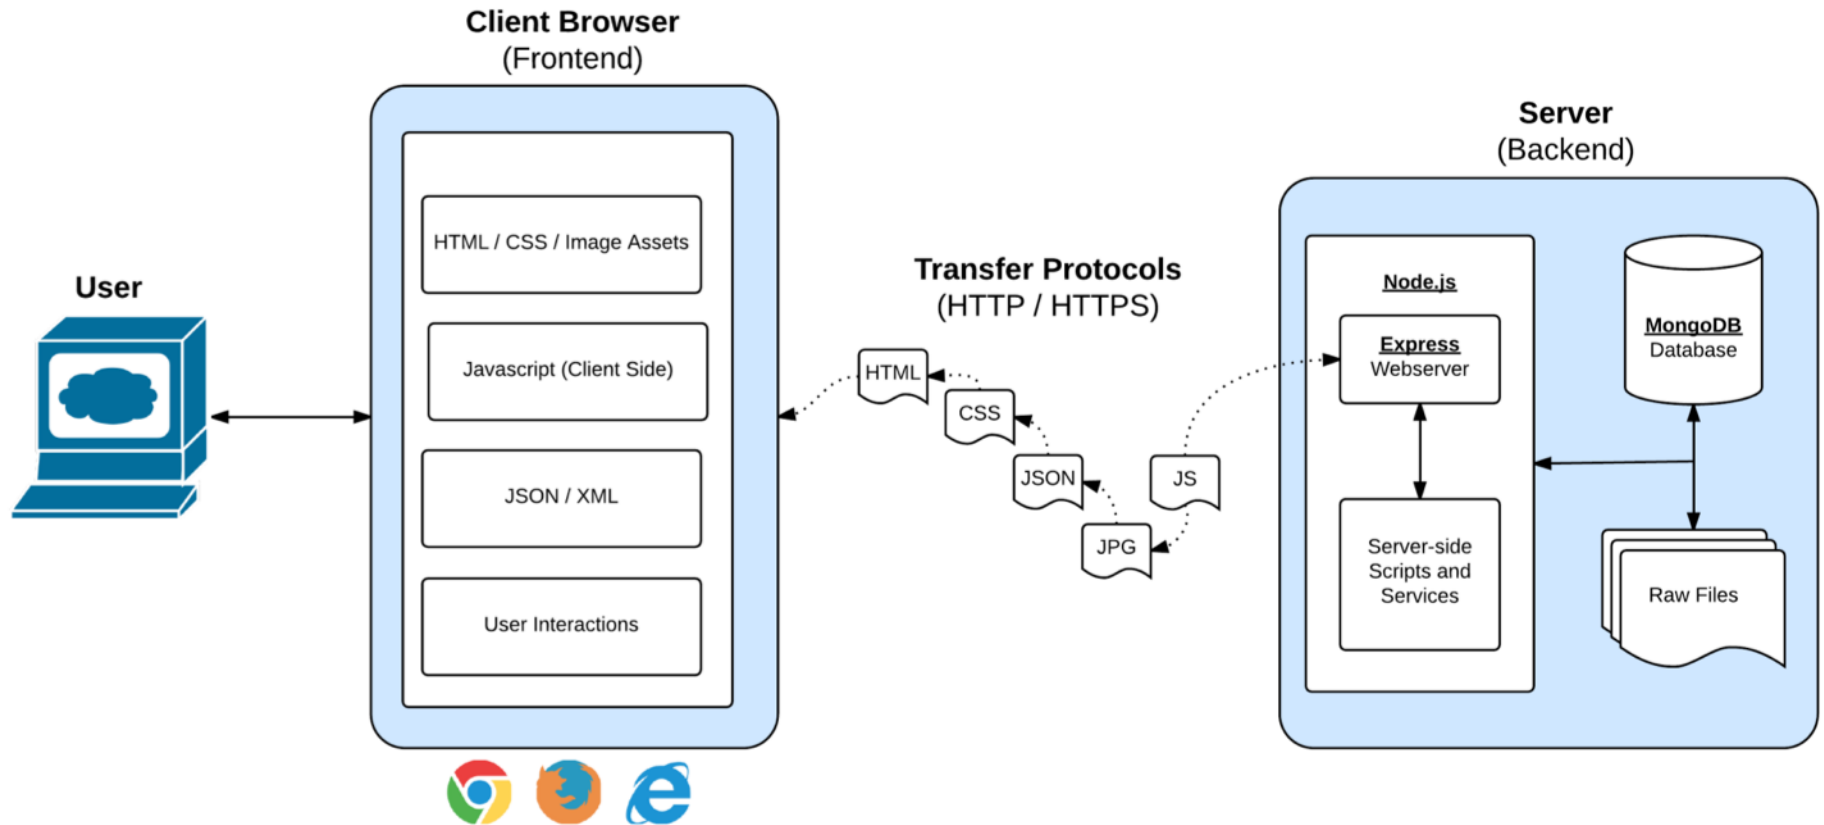 Client Browser
(Frontend)
HTML / CSS / Image Assets
Javascript (Client Side)
JSON / XML
User Interactions
User
Transfer Protocols
(HTTP / HTTPS)
HTML
CSS
JSON
JPG
JS
Server
(Backend)
Node.js
Express
Webserver
Server-side
Scripts and
Services
MongoDB
Database
Raw Files